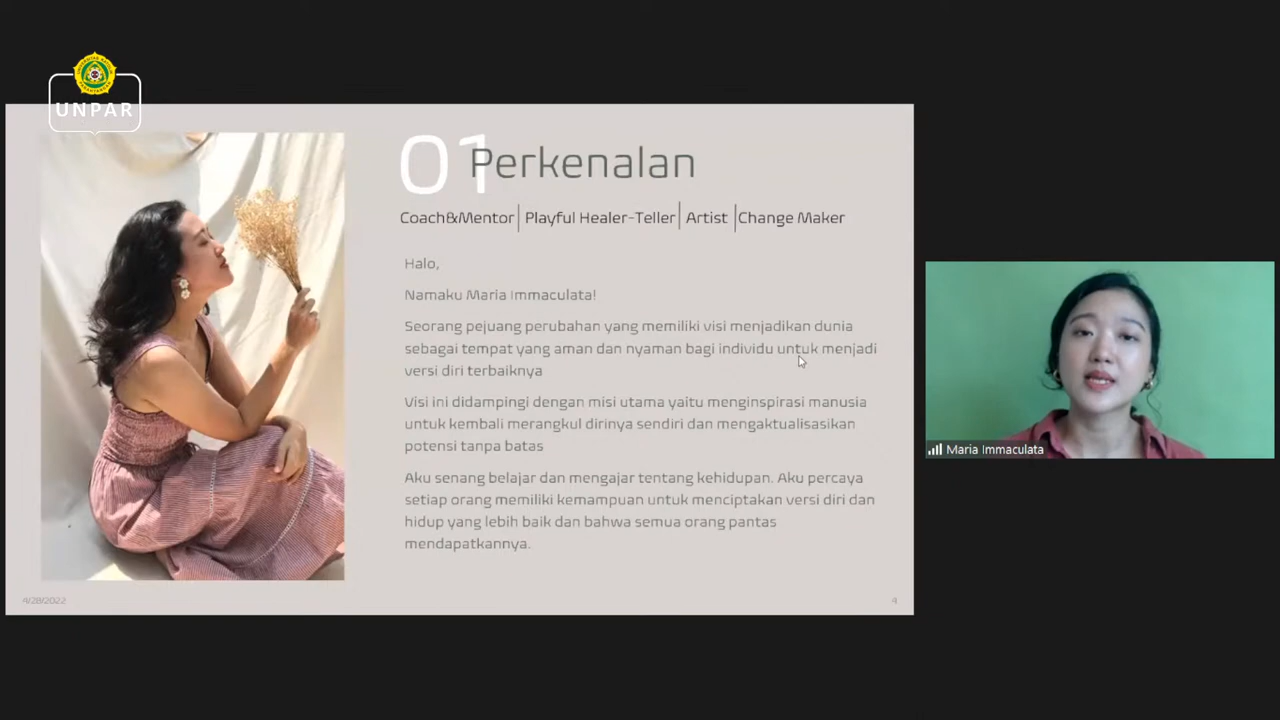 UNPAR
01 Perkenalan
Coach&Mentor | Playful Healer-Teller | Artist | Change Maker
Halo,
Namaku Maria Immaculata!
Seorang pejuang perubahan yang memiliki visi menjadikan dunia
sebagai tempat yang aman dan nyaman bagi individu untuk menjadi
versi diri terbaiknya
Visi ini didampingi dengan misi utama yaitu menginspirasi manusia
untuk kembali merangkul dirinya sendiri dan mengaktualisasikan
potensi tanpa batas
Aku senang belajar dan mengajar tentang kehidupan. Aku percaya
setiap orang memiliki kemampuan untuk menciptakan versi diri dan
hidup yang lebih baik dan bahwa semua orang pantas
mendapatkannya.
4/28/2022
4
Maria Immaculata